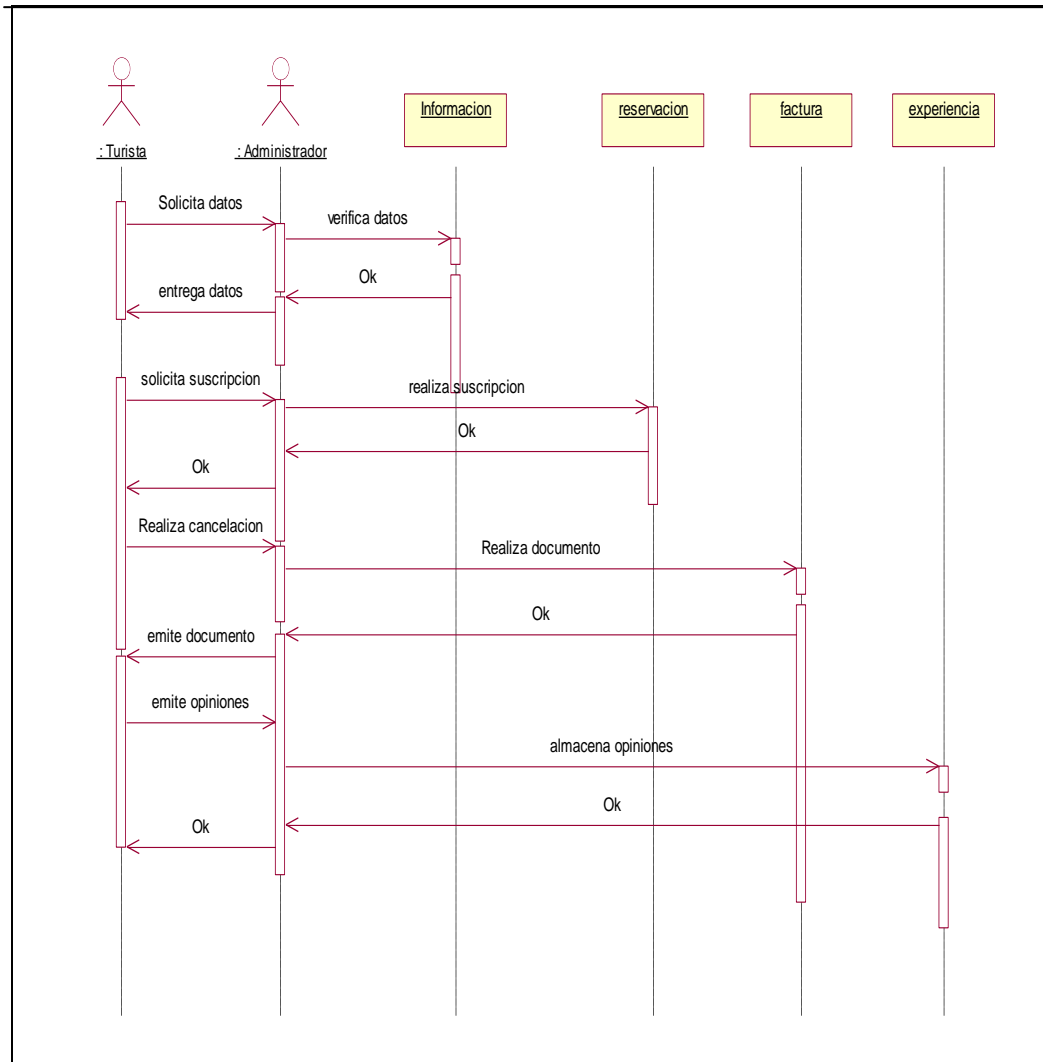 Informacion
reservacion
factura
experiencia
: Turista
: Administrador
Solicita datos
verifica datos
Ok
entrega datos
solicita suscripcion
realiza suscripcion
Ok
Ok
Realiza cancelacion
Realiza documento
Ok
emite documento
emite opiniones
almacena opiniones
Ok
Ok